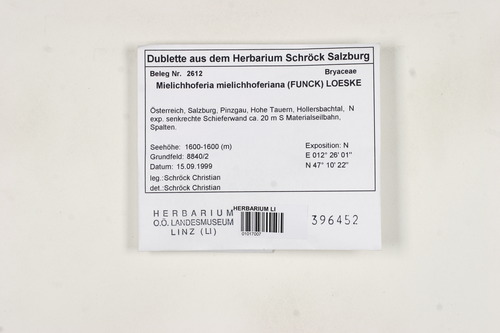 Dublette aus dem Herbarium Schröck Salzburg
Beleg Nr. 2612 Bryaceae
Mielichhoferia mielichhoferiana (FUNCK) LOESKE
Österreich, Salzburg, Pinzgau, Hohe Tauern, Hollersbachtal, N
exp. senkrechte Schieferwand ca. 20 m S Materialseilbahn,
Spalten.
Seehöhe: 1600-1600 (m) Exposition: N
Grundfeld: 8840/2 E 012° 26' 01"
Datum: 15.09.1999 N 47° 10' 22"
leg.:Schröck Christian
det.:Schröck Christian
HERBARIUM
O.Ö. LANDESMUSEUM
LINZ (LI)
HERBARIUM LI
01017007
396452